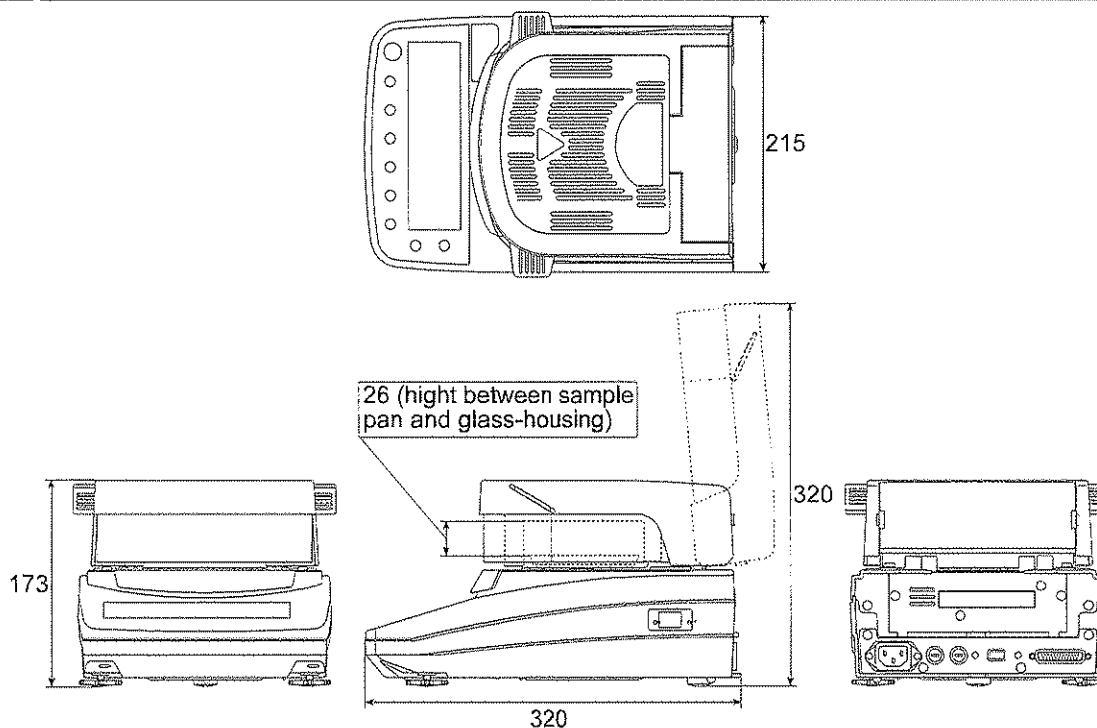 215
26 (hight between sample
pan and glass-housing)
320
173
320